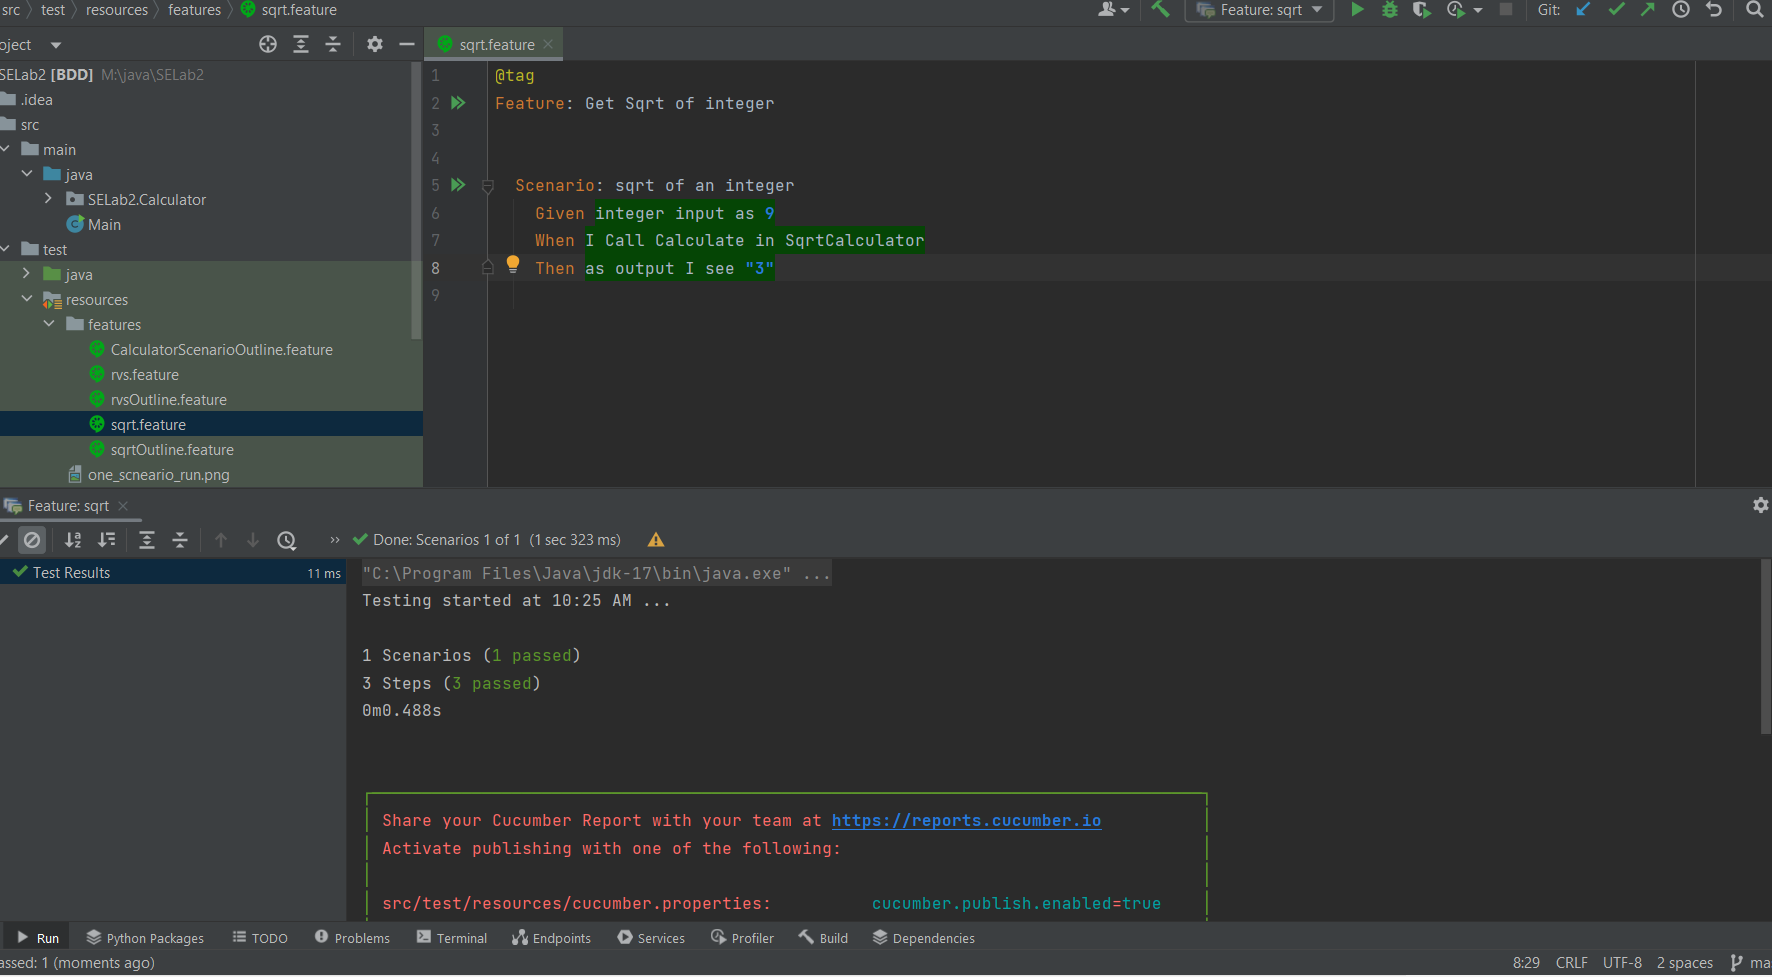 src test resources features sqrt.feature Feature: sqrt Git:
oject sqrt.feature
SELab2 [BDD] M:\java\SELab2
.idea
src
main
java
SELab2.Calculator
Main
test
java
resources
features
CalculatorScenarioOutline.feature
rvs.feature
rvsOutline.feature
sqrt.feature
sqrtOutline.feature
one_scneario_run.png
1 @tag
2 Feature: Get Sqrt of integer
3
4
5 Scenario: sqrt of an integer
6 Given integer input as 9
7 When I Call Calculate in SqrtCalculator
8 Then as output I see "3"
9
Feature: sqrt
Done: Scenarios 1 of 1 (1 sec 323 ms)
Test Results 11 ms
"C:\Program Files\Java\jdk-17\bin\java.exe" ...
Testing started at 10:25 AM ...
1 Scenarios (1 passed)
3 Steps (3 passed)
0m0.488s
Share your Cucumber Report with your team at https://reports.cucumber.io
Activate publishing with one of the following:
src/test/resources/cucumber.properties: cucumber.publish.enabled=true
Run Python Packages TODO Problems Terminal Endpoints Services Profiler Build Dependencies
assed: 1 (moments ago) 8:29 CRLF UTF-8 2 spaces ma